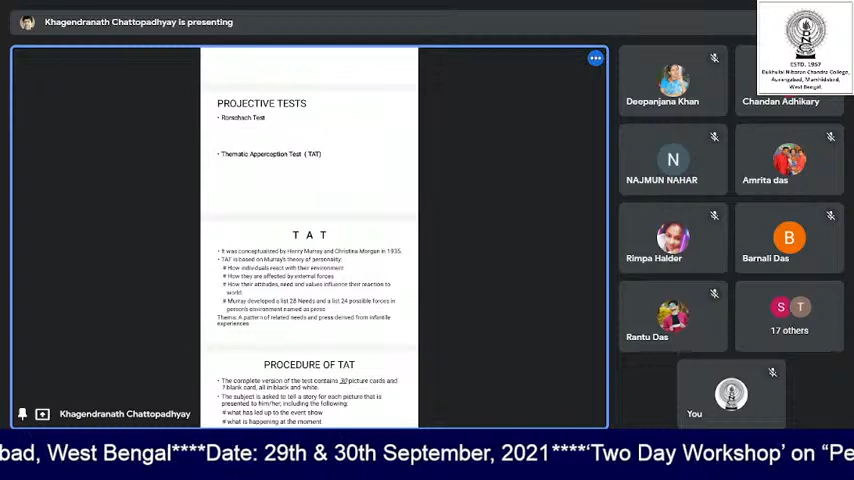 Khagendranath Chattopadhyay is presenting
ESTD. 1967
Dukhulal Nibaran Chandra College,
Aurangabad, Murshidabad,
West Bengal.
PROJECTIVE TESTS
• Rorschach Test
• Thematic Apperception Test ( TAT)
T A T
• It was conceptualized by Henry Murray and Christina Morgan in 1935.
• TAT is based on Murray's theory of personality:
# How individuals react with their environment
# How they are affected by external forces
# How their attitudes, need and values influence their reaction to
world.
# Murray developed a list 28 Needs and a list 24 possible forces in
person's environment named as press
Thema: A pattern of related needs and press derived from infantile
experiences
PROCEDURE OF TAT
• The complete version of the test contains 30 picture cards and
blank card, all in black and white.
• The subject is asked to tell a story for each picture that is
presented to him/her, including the following:
# what has led up to the event show
# what is happening at the moment
Khagendranath Chattopadhyay
Deepanjana Khan
Chandan Adhikary
N
NAJMUN NAHAR
Amrita das
Rimpa Halder
B
Barnali Das
Rantu Das
S T
17 others
You
bad, West Bengal****Date: 29th & 30th September, 2021****‘Two Day Workshop’ on “Pe